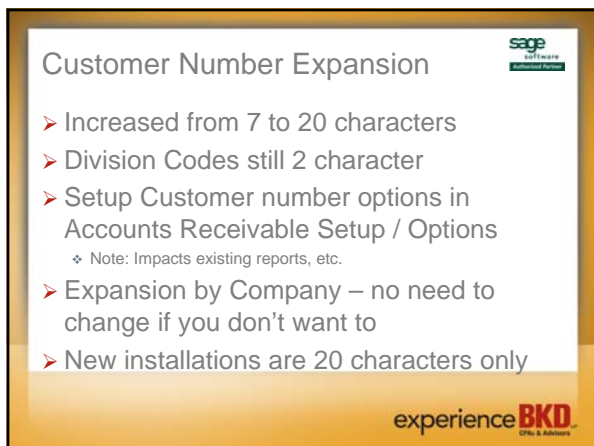 Customer Number Expansion
sage
software
Authorized Partner
➢ Increased from 7 to 20 characters
➢ Division Codes still 2 character
➢ Setup Customer number options in
Accounts Receivable Setup / Options
❖ Note: Impacts existing reports, etc.
➢ Expansion by Company – no need to
change if you don't want to
➢ New installations are 20 characters only
experience BKD LLP
CPAs & Advisors